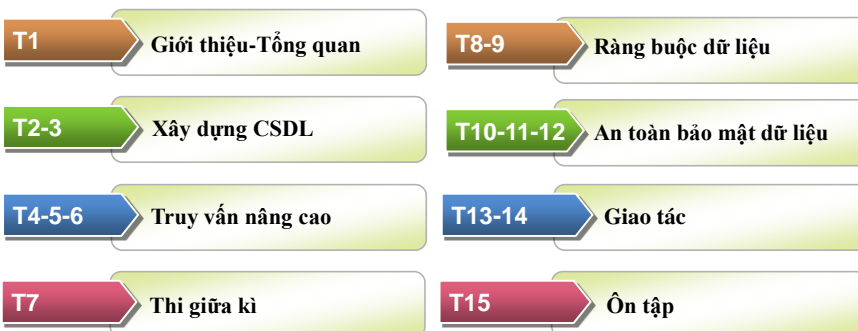 T1
Giới thiệu-Tổng quan
T2-3
Xây dựng CSDL
T4-5-6
Truy vấn nâng cao
T7
Thi giữa kì
T8-9
Ràng buộc dữ liệu
T10-11-12
An toàn bảo mật dữ liệu
T13-14
Giao tác
T15
Ôn tập